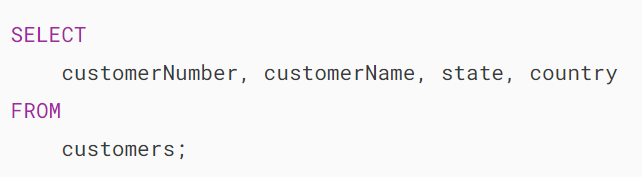 SELECT
customerNumber, customerName, state, country
FROM
customers;